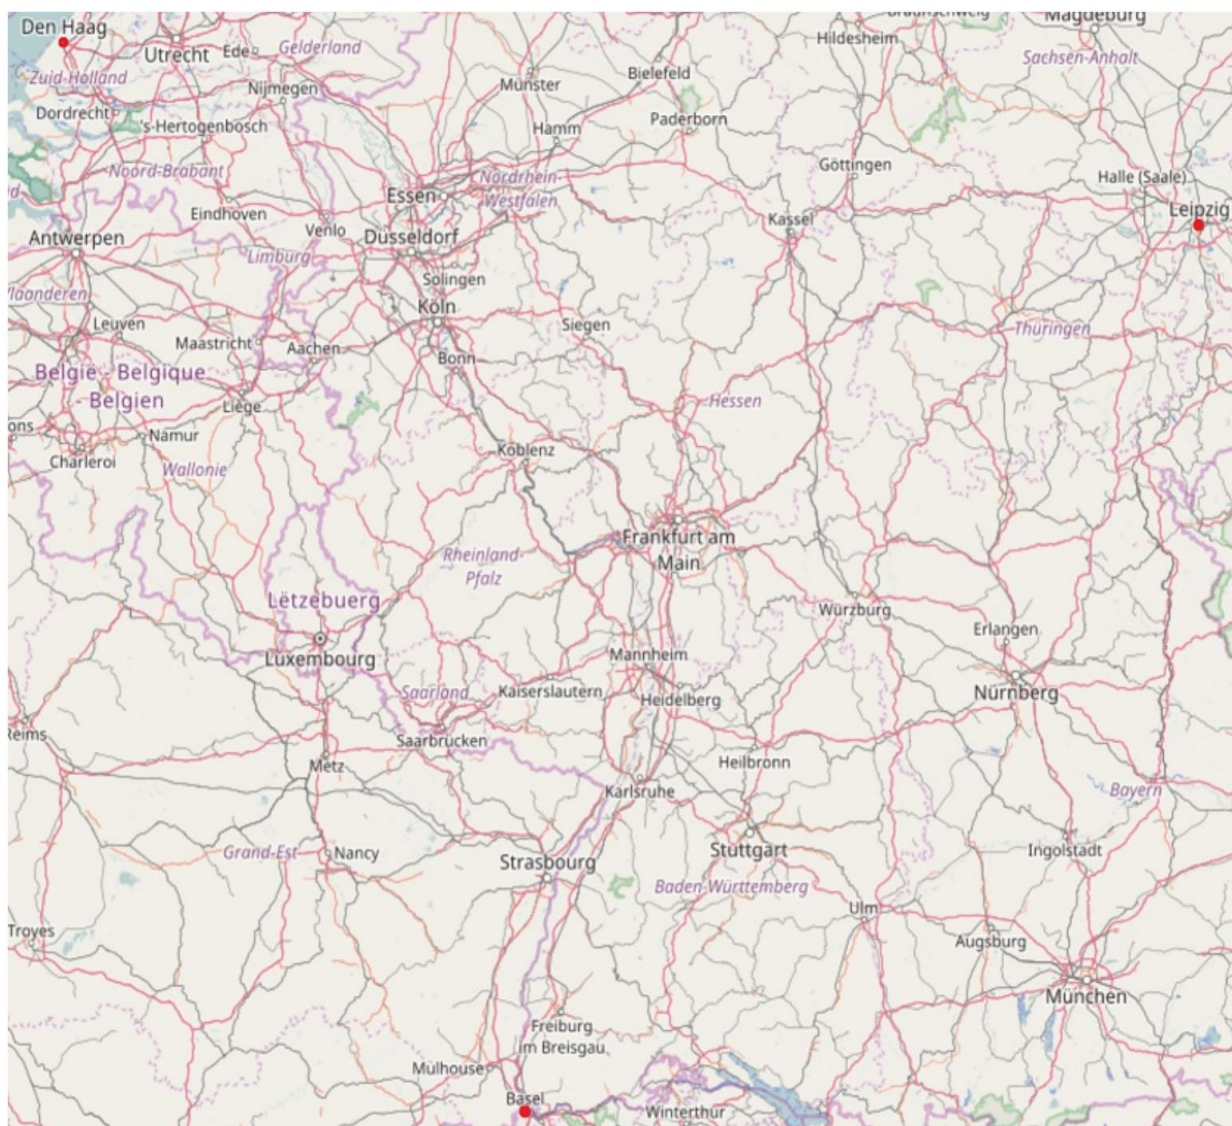 Den Haag
Braunschweig
Magdeburg
Utrecht
Ede
Gelderland
Hildesheim
Sachsen-Anhalt
Zuid-Holland
Nijmegen
Münster
Bielefeld
Dordrecht
's-Hertogenbosch
Hamm
Paderborn
Noord-Brabant
Göttingen
Halle (Saale)
Essen
Nordrhein-
Westfalen
Eindhoven
Venlo
Kassel
Leipzig
Antwerpen
Düsseldorf
Limburg
Solingen
Vlaanderen
Köln
Leuven
Maastricht
Aachen
Siegen
Thüringen
Bonn
België - Belgique
- Belgien
Liège
Hessen
ons
Namur
Charleroi
Wallonie
Koblenz
Frankfurt am
Main
Rheinland-
Pfalz
Lëtzebuerg
Würzburg
Luxembourg
Erlangen
Mannheim
Saarland
Kaiserslautern
Heidelberg
Nürnberg
Reims
Saarbrücken
Metz
Heilbronn
Karlsruhe
Bayern
Grand-Est
Nancy
Strasbourg
Stuttgart
Ingolstadt
Baden-Württemberg
Ulm
Troyes
Augsburg
München
Freiburg
im Breisgau
Mulhouse
Basel
Winterthur